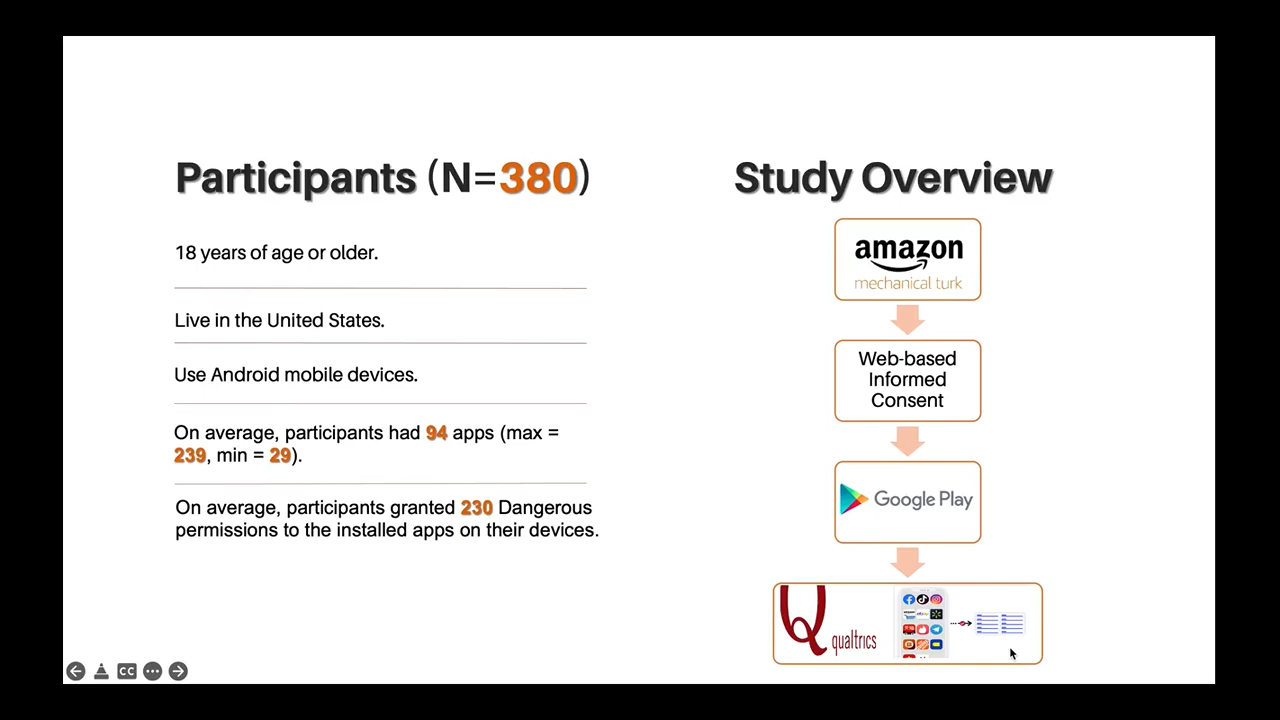 Participants (N=380)
18 years of age or older.
Live in the United States.
Use Android mobile devices.
On average, participants had 94 apps (max =
239, min = 29).
On average, participants granted 230 Dangerous
permissions to the installed apps on their devices.
Study Overview
amazon
mechanical turk
Web-based
Informed
Consent
Google Play
Q
qualtrics
CC